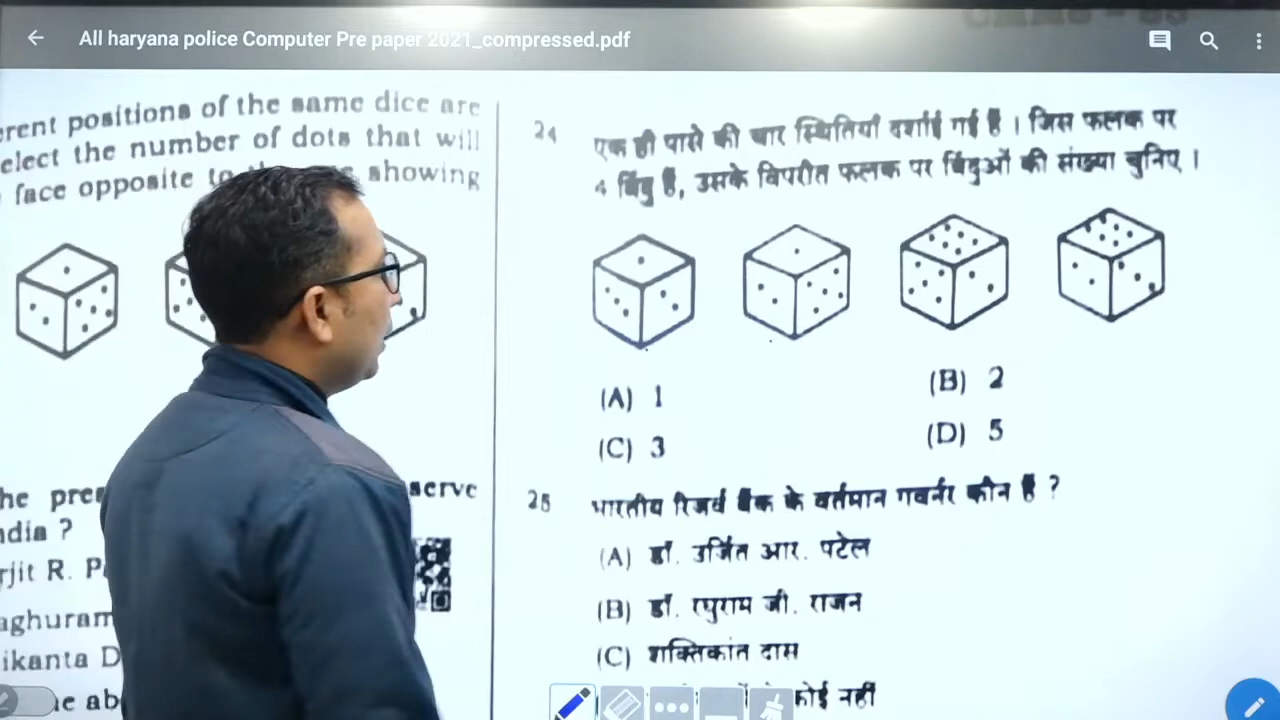 All haryana police Computer Pre paper 2021_compressed.pdf
erent positions of the same dice are
elect the number of dots that will
face opposite to showing
he pre serve
ndia ?
rjit R. P
aghuram
ikanta D
e ab
24 एक ही पासे की चार स्थितियाँ दर्शाई गई हैं । जिस फलक पर
4 बिंदु हैं, उसके विपरीत फलक पर बिंदुओं की संख्या चुनिए ।
(A) 1
(B) 2
(C) 3
(D) 5
25 भारतीय रिजर्व बैंक के वर्तमान गवर्नर कौन हैं ?
(A) डॉ. उर्जित आर. पटेल
(B) डॉ. रघुराम जी. राजन
(C) शक्तिकांत दास
कोई नहीं